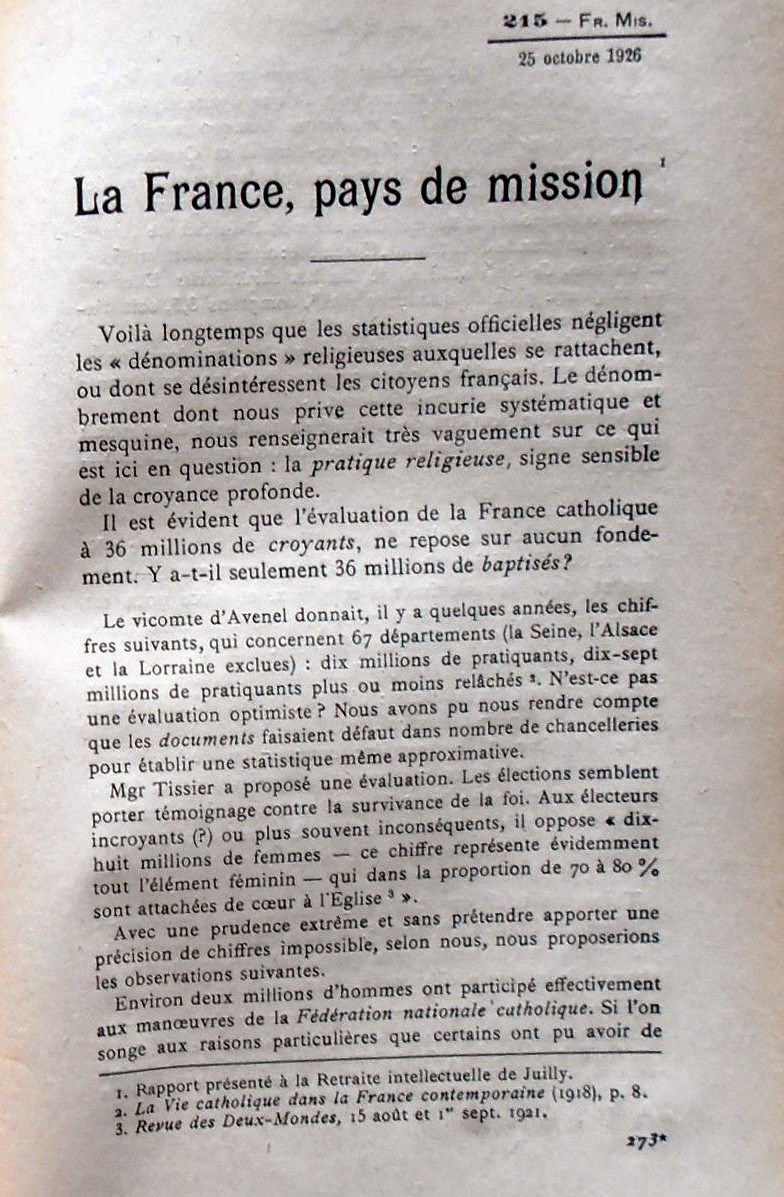 215 — FR. MIS.
25 octobre 1926
La France, pays de mission ¹
Voilà longtemps que les statistiques officielles négligent
les « dénominations » religieuses auxquelles se rattachent,
ou dont se désintéressent les citoyens français. Le dénom-
brement dont nous prive cette incurie systématique et
mesquine, nous renseignerait très vaguement sur ce qui
est ici en question : la pratique religieuse, signe sensible
de la croyance profonde.
Il est évident que l'évaluation de la France catholique
à 36 millions de croyants, ne repose sur aucun fonde-
ment. Y a-t-il seulement 36 millions de baptisés ?
Le vicomte d'Avenel donnait, il y a quelques années, les chif-
fres suivants, qui concernent 67 départements (la Seine, l'Alsace
et la Lorraine exclues) : dix millions de pratiquants, dix-sept
millions de pratiquants plus ou moins relâchés ². N'est-ce pas
une évaluation optimiste ? Nous avons pu nous rendre compte
que les documents faisaient défaut dans nombre de chancelleries
pour établir une statistique même approximative.
Mgr Tissier a proposé une évaluation. Les élections semblent
porter témoignage contre la survivance de la foi. Aux électeurs
incroyants (?) ou plus souvent inconséquents, il oppose « dix-
huit millions de femmes — ce chiffre représente évidemment
tout l'élément féminin — qui dans la proportion de 70 à 80 %
sont attachées de cœur à l'Eglise ³ ».
Avec une prudence extrême et sans prétendre apporter une
précision de chiffres impossible, selon nous, nous proposerions
les observations suivantes.
Environ deux millions d'hommes ont participé effectivement
aux manœuvres de la Fédération nationale catholique. Si l'on
songe aux raisons particulières que certains ont pu avoir de
1. Rapport présenté à la Retraite intellectuelle de Juilly.
2. La Vie catholique dans la France contemporaine (1918), p. 8.
3. Revue des Deux-Mondes, 15 août et 1er sept. 1921.
273*